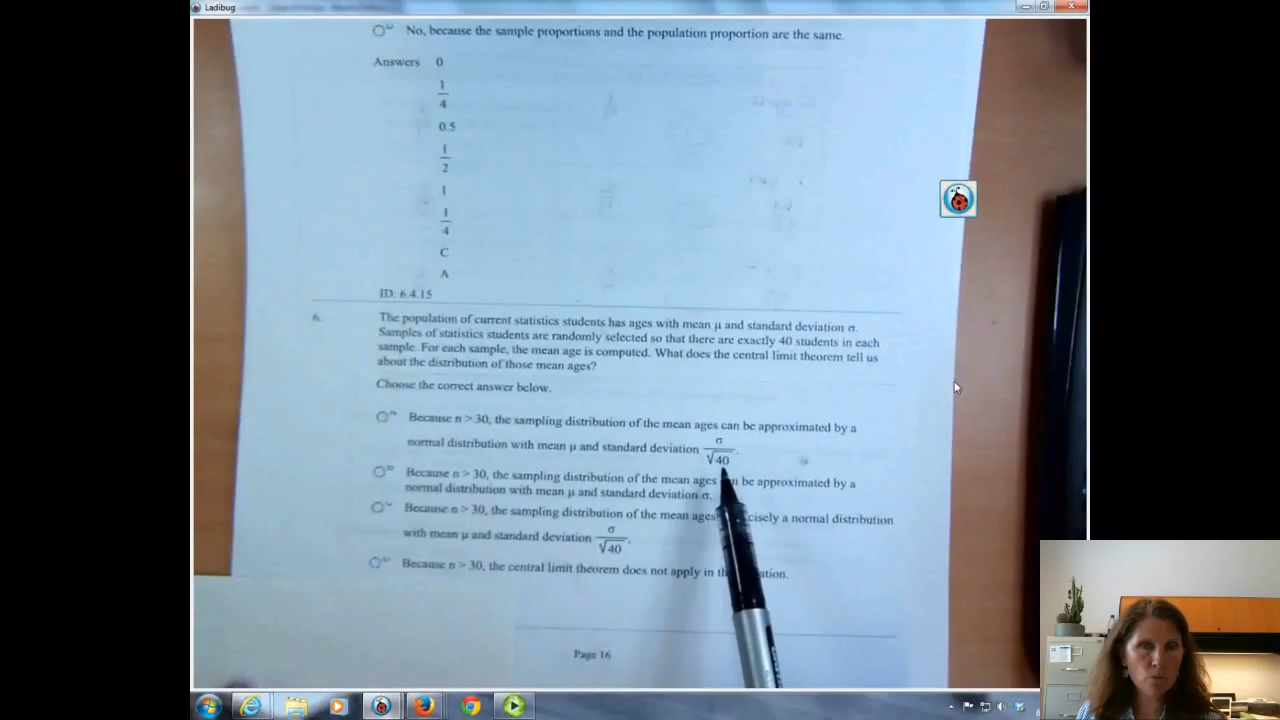 Ladibug
No, because the sample proportions and the population proportion are the same.
Answers 0
1
4
0.5
1
2
1
1
4
C
A
ID: 6.4.15
6. The population of current statistics students has ages with mean μ and standard deviation σ.
Samples of statistics students are randomly selected so that there are exactly 40 students in each
sample. For each sample, the mean age is computed. What does the central limit theorem tell us
about the distribution of those mean ages?
Choose the correct answer below.
Because n > 30, the sampling distribution of the mean ages can be approximated by a
normal distribution with mean μ and standard deviation σ/√40.
Because n > 30, the sampling distribution of the mean ages be approximated by a
normal distribution with mean μ and standard deviation σ.
Because n > 30, the sampling distribution of the mean ages a normal distribution
with mean μ and standard deviation σ/√40.
Because n > 30, the central limit theorem does not apply in
Page 16